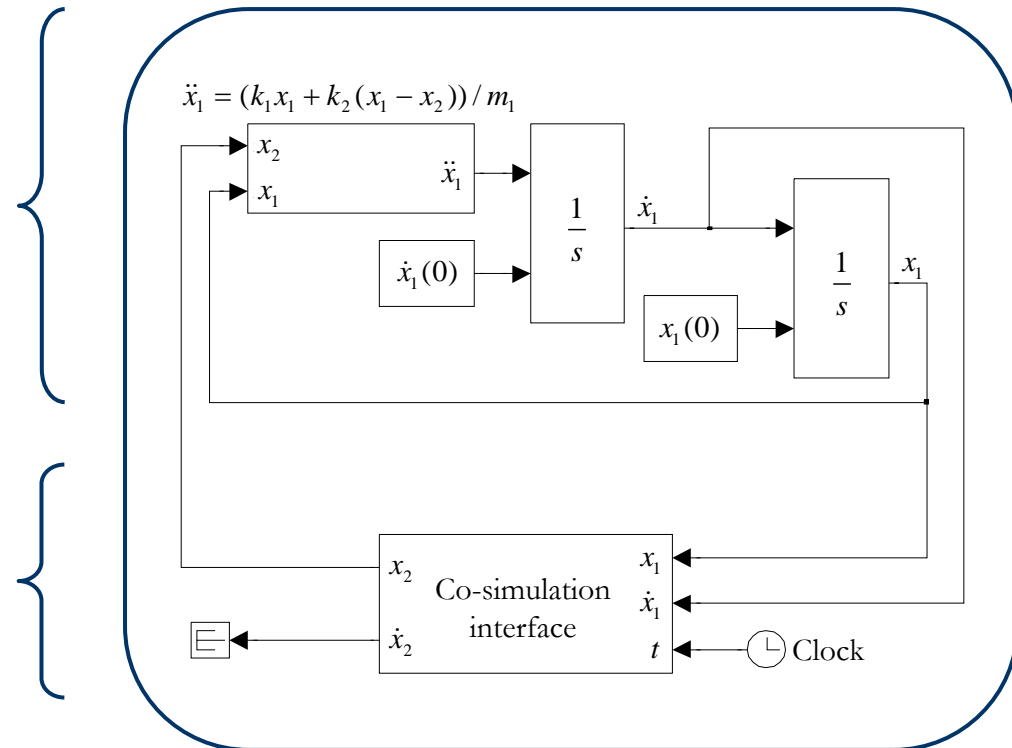 ẍ₁ = (k₁x₁ + k₂(x₁ − x₂)) / m₁
x₂
x₁
ẍ₁
ẋ₁(0)
1/s
ẋ₁
x₁(0)
1/s
x₁
x₂
ẋ₂
Co-simulation
interface
x₁
ẋ₁
t
Clock